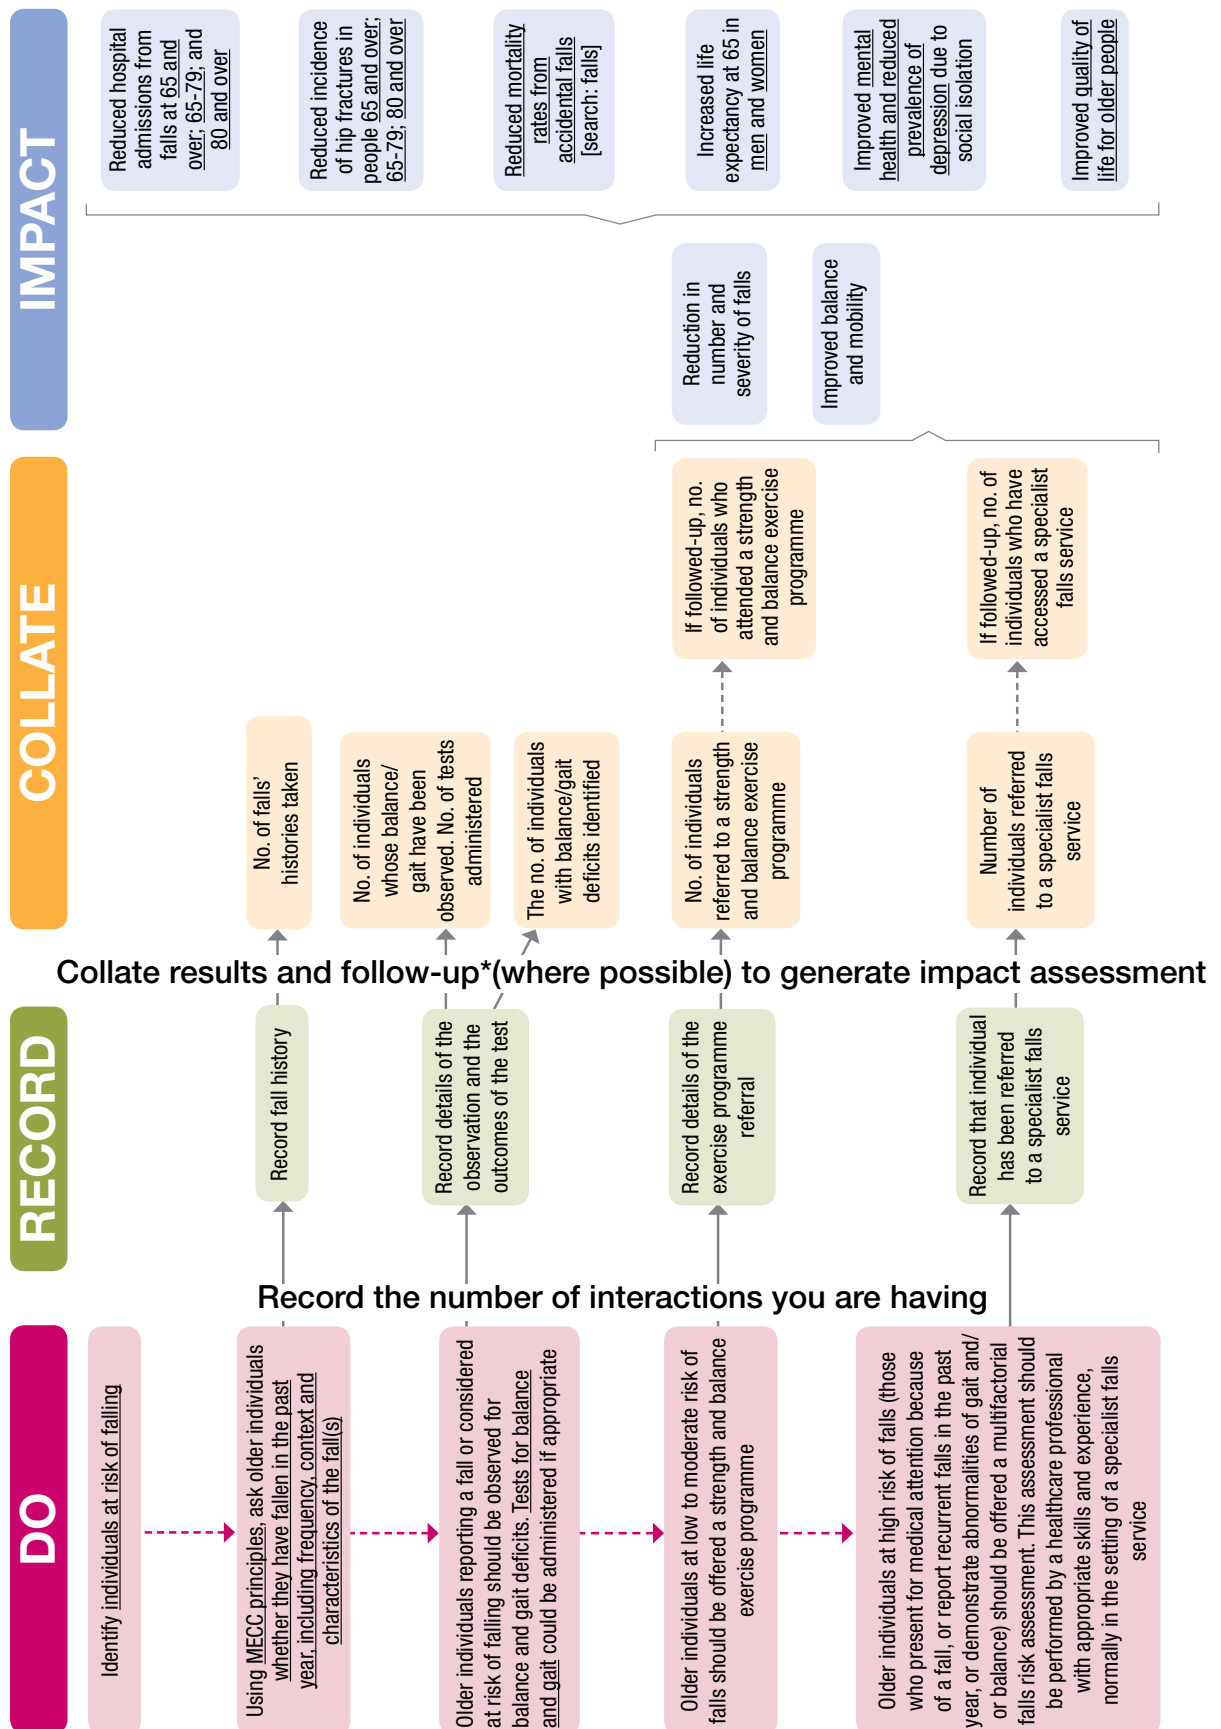 DO
Identify individuals at risk of falling
Using MECC principles, ask older individuals
whether they have fallen in the past
year, including frequency, context and
characteristics of the fall(s)
Older individuals reporting a fall or considered
at risk of falling should be observed for
balance and gait deficits. Tests for balance
and gait could be administered if appropriate
Older individuals at low to moderate risk of
falls should be offered a strength and balance
exercise programme
Older individuals at high risk of falls (those
who present for medical attention because
of a fall, or report recurrent falls in the past
year, or demonstrate abnormalities of gait and/
or balance) should be offered a multifactorial
falls risk assessment. This assessment should
be performed by a healthcare professional
with appropriate skills and experience,
normally in the setting of a specialist falls
service
Record the number of interactions you are having
RECORD
Record fall history
Record details of the
observation and the
outcomes of the test
Record details of the
exercise programme
referral
Record that individual
has been referred
to a specialist falls
service
Collate results and follow-up*(where possible) to generate impact assessment
COLLATE
No. of falls'
histories taken
No. of individuals
whose balance/
gait have been
observed. No. of tests
administered
The no. of individuals
with balance/gait
deficits identified
No. of individuals
referred to a strength
and balance exercise
programme
Number of
individuals referred
to a specialist falls
service
If followed-up, no.
of individuals who
attended a strength
and balance exercise
programme
If followed-up, no. of
individuals who have
accessed a specialist
falls service
IMPACT
Reduction in
number and
severity of falls
Improved balance
and mobility
Reduced hospital
admissions from
falls at 65 and
over; 65-79; and
80 and over
Reduced incidence
of hip fractures in
people 65 and over;
65-79; 80 and over
Reduced mortality
rates from
accidental falls
[search: falls]
Increased life
expectancy at 65 in
men and women
Improved mental
health and reduced
prevalence of
depression due to
social isolation
Improved quality of
life for older people